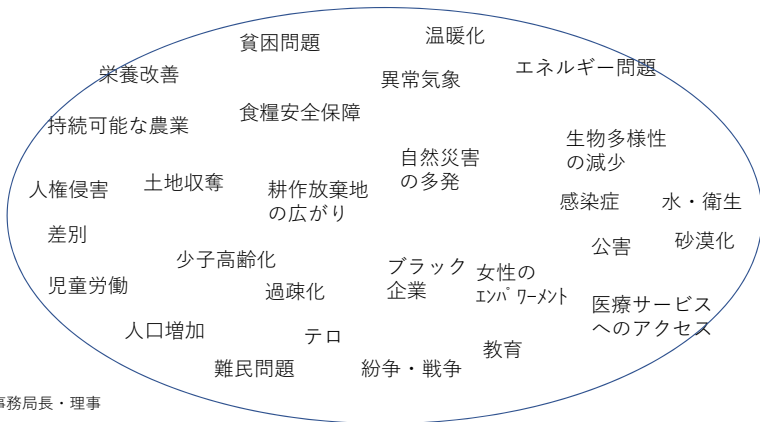 貧困問題
温暖化
栄養改善
異常気象
エネルギー問題
持続可能な農業
食糧安全保障
自然災害
の多発
生物多様性
の減少
人権侵害
土地収奪
耕作放棄地
の広がり
感染症
水・衛生
差別
公害
砂漠化
少子高齢化
ブラック
企業
女性の
ｴﾝﾊﾟﾜｰﾒﾝﾄ
児童労働
過疎化
医療サービス
へのアクセス
人口増加
テロ
教育
難民問題
紛争・戦争
事務局長・理事